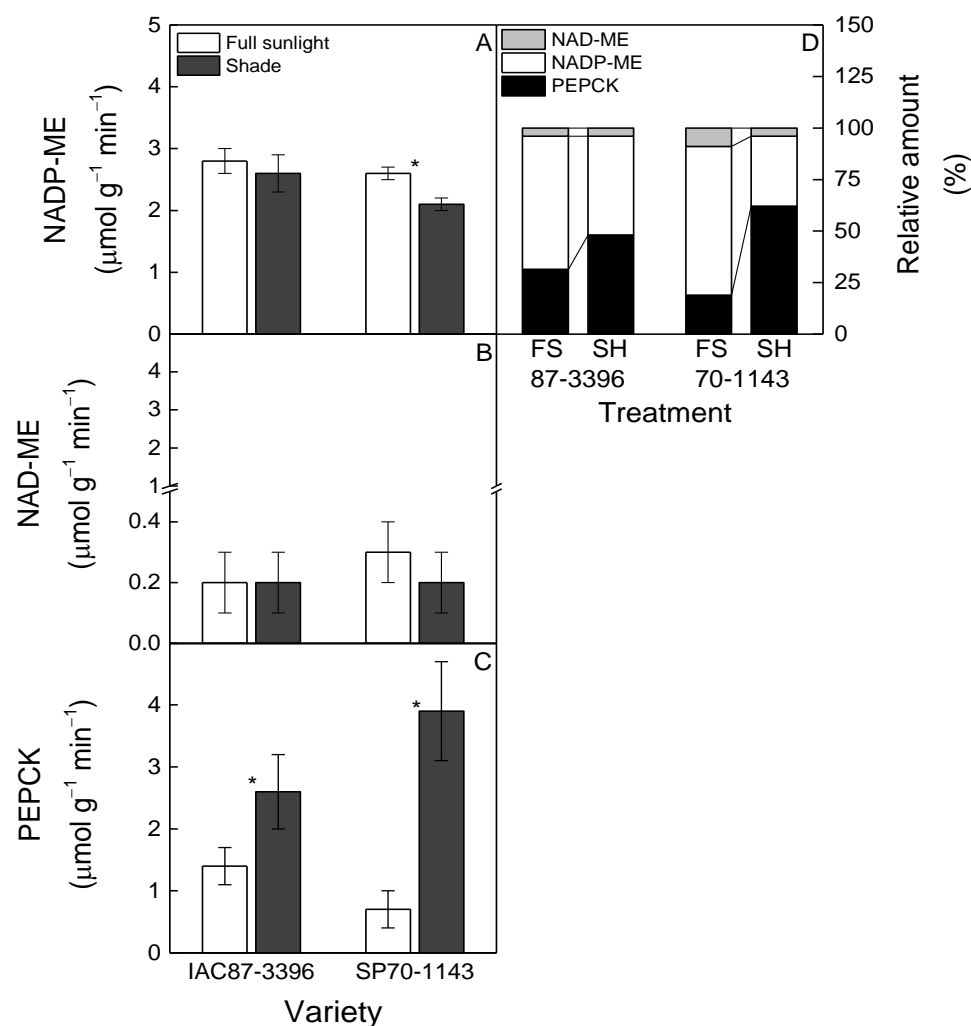 A
Full sunlight
Shade
5
4
3
2
1
0
NADP-ME
(μmol g⁻¹ min⁻¹)
*
D
NAD-ME
NADP-ME
PEPCK
150
125
100
75
50
25
0
Relative amount
(%)
FS SH FS SH
87-3396 70-1143
Treatment
B
4
3
2
1
0.4
0.2
0.0
NAD-ME
(μmol g⁻¹ min⁻¹)
C
4
3
2
1
0
PEPCK
(μmol g⁻¹ min⁻¹)
*
*
IAC87-3396 SP70-1143
Variety